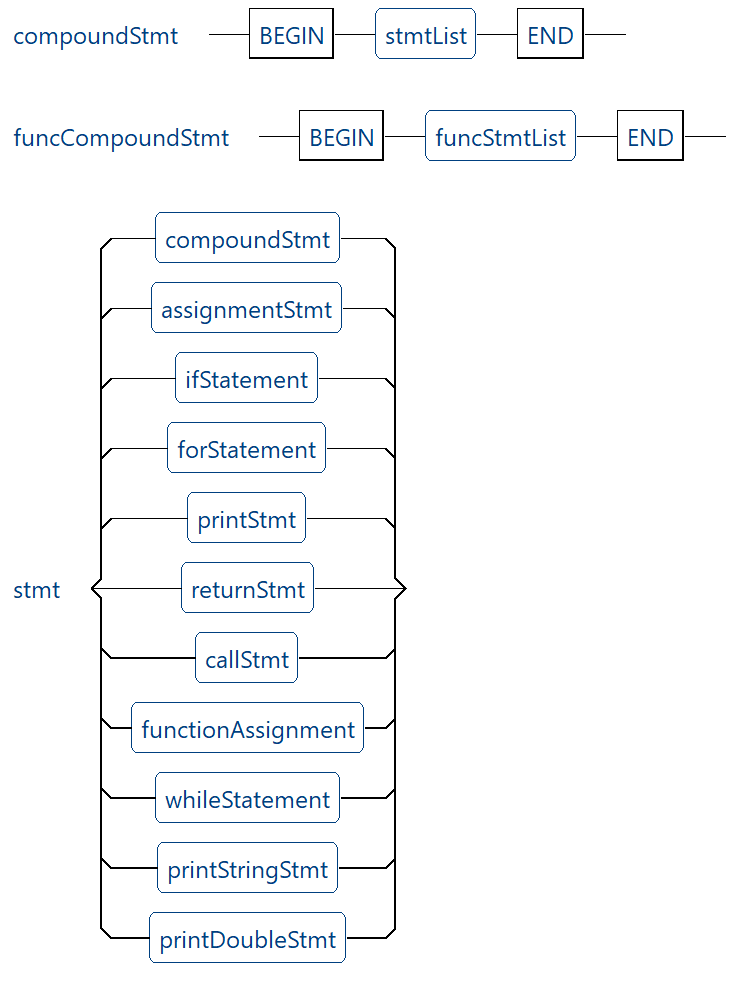 compoundStmt BEGIN stmtList END
funcCompoundStmt BEGIN funcStmtList END
compoundStmt
assignmentStmt
ifStatement
forStatement
printStmt
stmt returnStmt
callStmt
functionAssignment
whileStatement
printStringStmt
printDoubleStmt